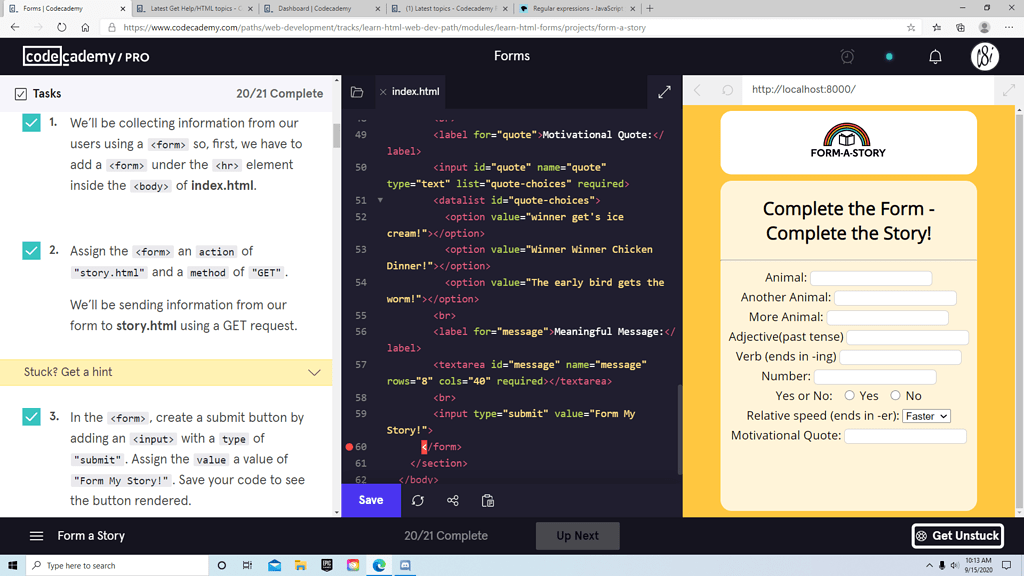 Forms | Codecademy
Latest Get Help/HTML topics - C
Dashboard | Codecademy
(1) Latest topics - Codecademy F
Regular expressions - JavaScript
https://www.codecademy.com/paths/web-development/tracks/learn-html-web-dev-path/modules/learn-html-forms/projects/form-a-story
codecademy/PRO
Forms
Tasks
20/21 Complete
1. We'll be collecting information from our
users using a <form> so, first, we have to
add a <form> under the <hr> element
inside the <body> of index.html.
2. Assign the <form> an action of
"story.html" and a method of "GET".
We'll be sending information from our
form to story.html using a GET request.
Stuck? Get a hint
3. In the <form>, create a submit button by
adding an <input> with a type of
"submit". Assign the value a value of
"Form My Story!". Save your code to see
the button rendered.
index.html
49 <label for="quote">Motivational Quote:</
label>
50 <input id="quote" name="quote"
type="text" list="quote-choices" required>
51 <datalist id="quote-choices">
52 <option value="winner get's ice
cream!"></option>
53 <option value="Winner Winner Chicken
Dinner!"></option>
54 <option value="The early bird gets the
worm!"></option>
55 <br>
56 <label for="message">Meaningful Message:</
label>
57 <textarea id="message" name="message"
rows="8" cols="40" required></textarea>
58 <br>
59 <input type="submit" value="Form My
Story!">
60 </form>
61 </section>
62 </body>
Save
http://localhost:8000/
FORM-A-STORY
Complete the Form -
Complete the Story!
Animal:
Another Animal:
More Animal:
Adjective(past tense)
Verb (ends in -ing)
Number:
Yes or No: Yes No
Relative speed (ends in -er): Faster
Motivational Quote:
Form a Story
20/21 Complete
Up Next
Get Unstuck
Type here to search
10:13 AM
9/15/2020